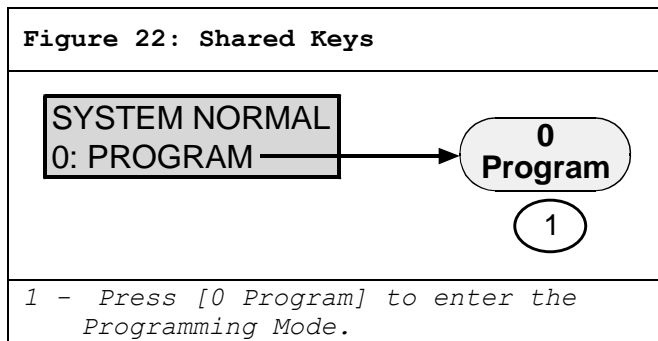 Figure 22: Shared Keys
SYSTEM NORMAL
0: PROGRAM
0
Program
1
1 - Press [0 Program] to enter the
Programming Mode.